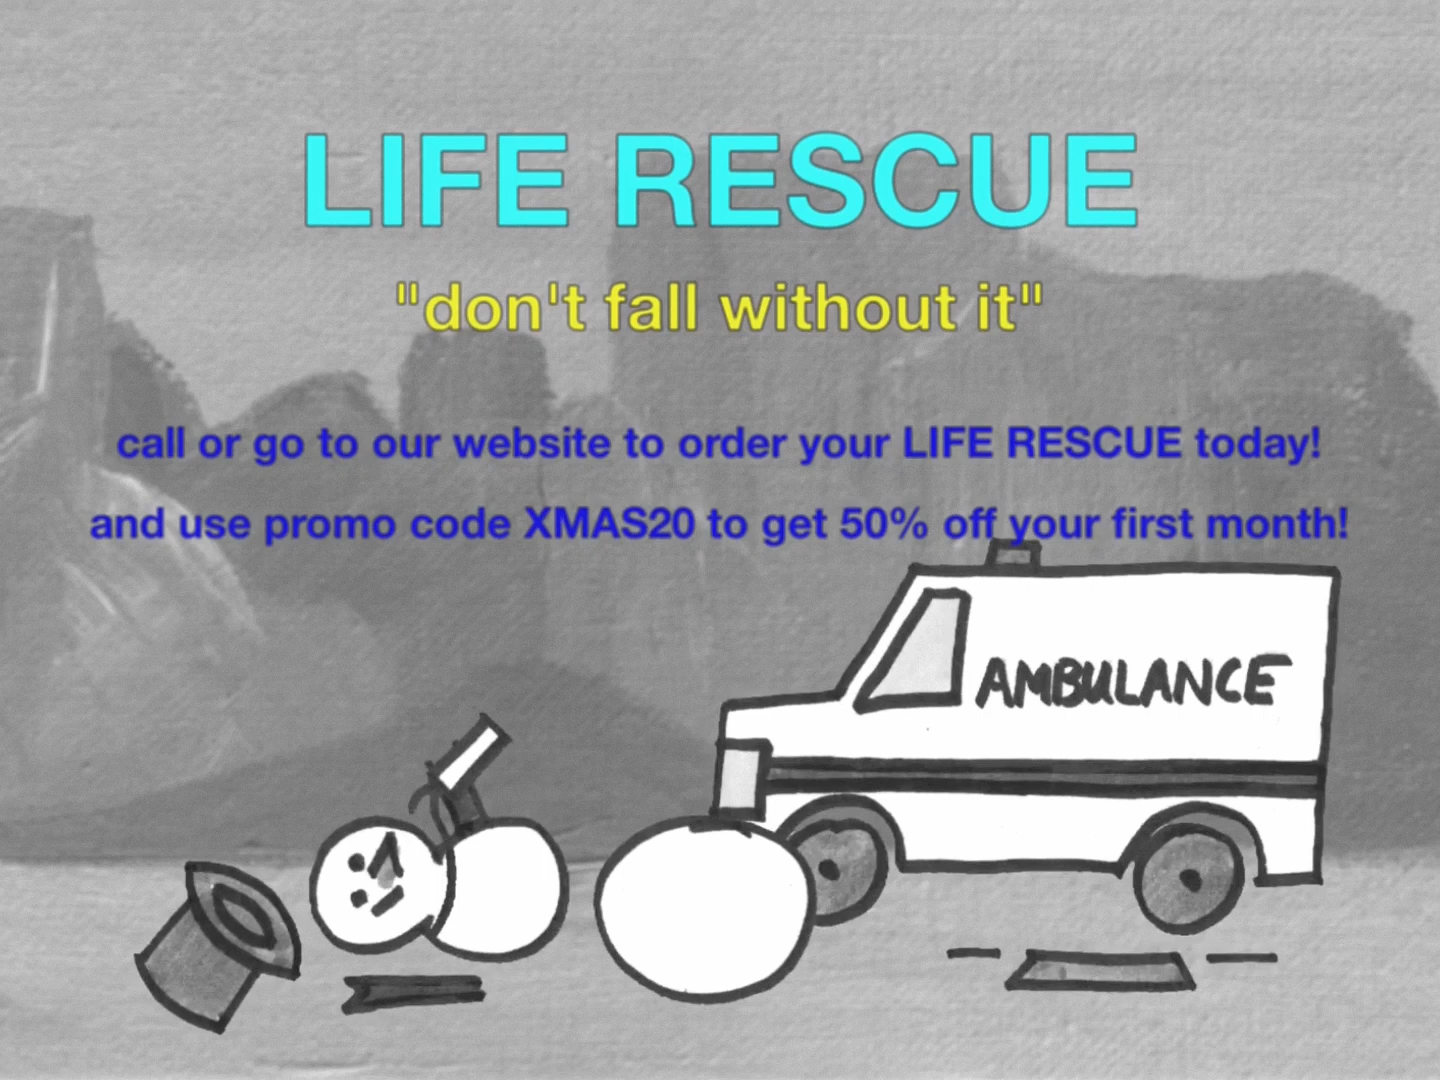 LIFE RESCUE
"don't fall without it"
call or go to our website to order your LIFE RESCUE today!
and use promo code XMAS20 to get 50% off your first month!
AMBULANCE